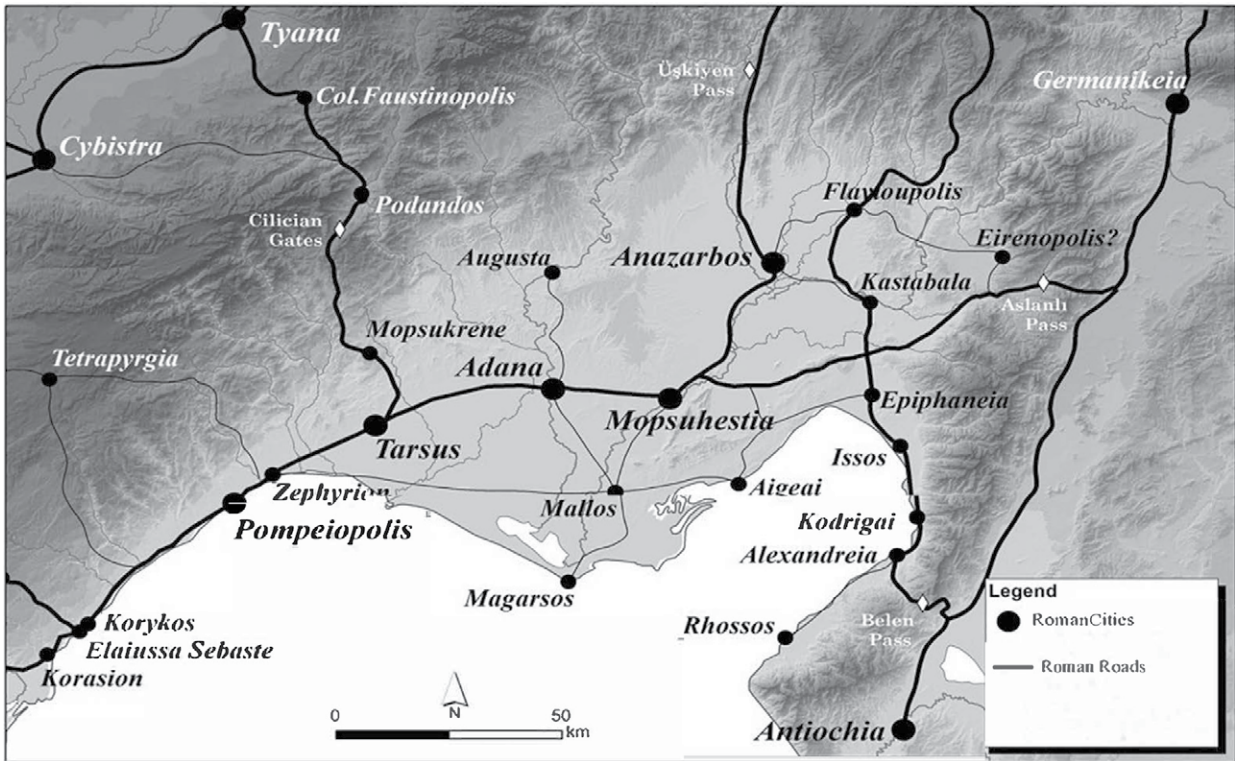 Tyana
Üşkiyen
Pass
Germanikeia
Col.Faustinopolis
Cybistra
Podandos
Flavioupolis
Cilician
Gates
Augusta
Anazarbos
Eirenopolis?
Kastabala
Aslanlı
Pass
Mopsukrene
Tetrapyrgia
Adana
Mopsuhestia
Epiphaneia
Tarsus
Issos
Zephyrion
Mallos
Aigeai
Pompeiopolis
Kodrigai
Alexandreia
Magarsos
Korykos
Elaiussa Sebaste
Korasion
Rhossos
Belen
Pass
Antiochia
0
N
50
km
Legend
RomanCities
Roman Roads